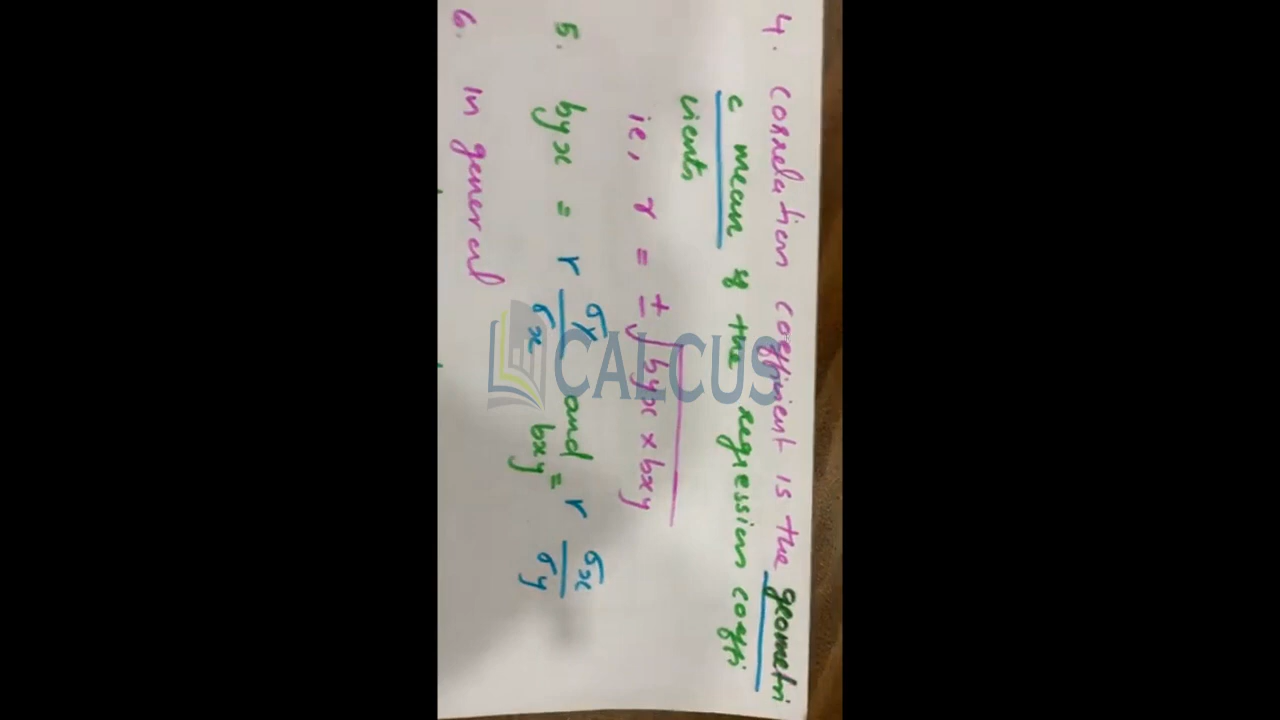 4. correlation coefficient is the geometri
c mean of the regression coeffi
cients
ie, r = ±√byx × bxy
5. byx = r σy/σx and bxy = r σx/σy
6. In general
CALCUS